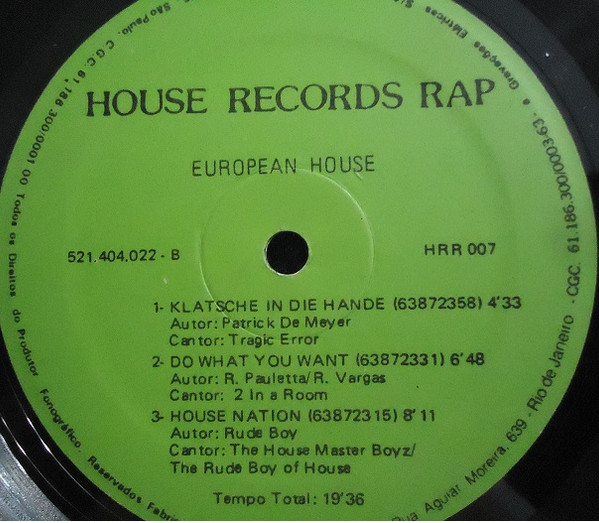 HOUSE RECORDS RAP
EUROPEAN HOUSE
521.404.022 - B
HRR 007
1- KLATSCHE IN DIE HANDE (63872358) 4'33
Autor: Patrick De Meyer
Cantor: Tragic Error
2- DO WHAT YOU WANT (63872331) 6'48
Autor: R. Pauletta/R. Vargas
Cantor: 2 In a Room
3- HOUSE NATION (63872315) 8'11
Autor: Rude Boy
Cantor: The House Master Boyz/
The Rude Boy of House
Tempo Total: 19'36
Gravações Elétricas
Rua Aguiar Moreira, 639 - Rio de Janeiro - CGC. 61.186.300/0003-63.
São Paulo. C.G.C. 61.186.300/0001 00 Todos os Direitos do Produtor Fonográfico. Reservados